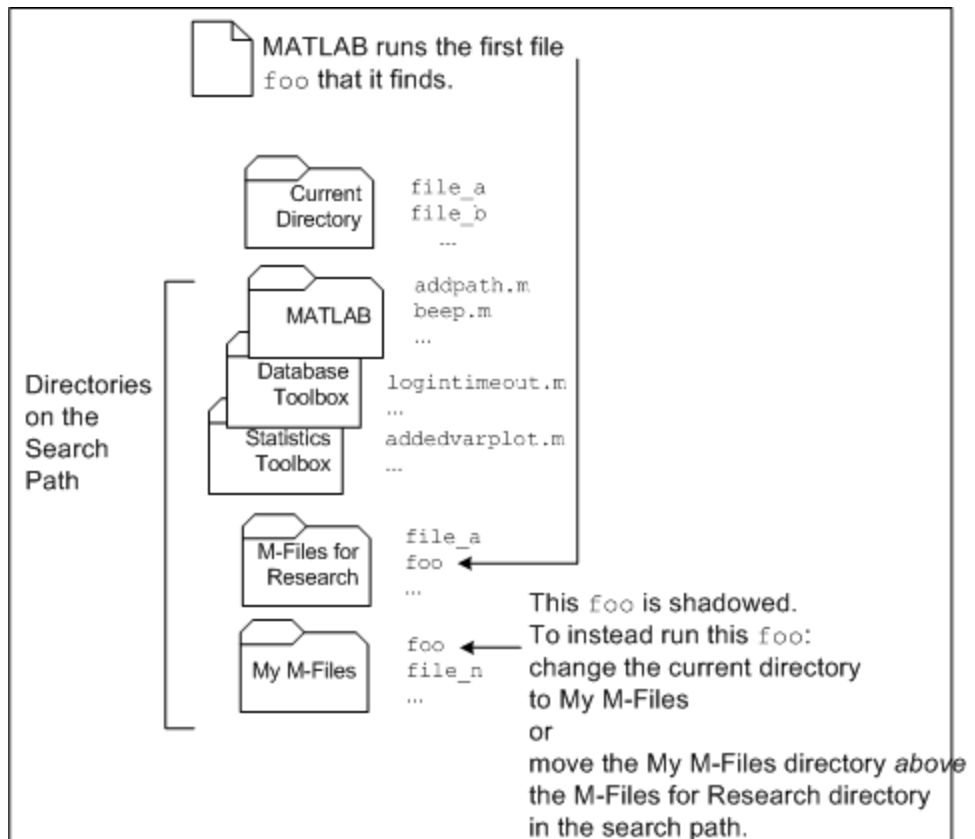 MATLAB runs the first file
foo that it finds.
Current
Directory
file_a
file_b
...
Directories
on the
Search
Path
MATLAB
addpath.m
beep.m
...
Database
Toolbox
logintimeout.m
...
Statistics
Toolbox
addedvarplot.m
...
M-Files for
Research
file_a
foo
...
My M-Files
foo
file_n
...
This foo is shadowed.
To instead run this foo:
change the current directory
to My M-Files
or
move the My M-Files directory above
the M-Files for Research directory
in the search path.